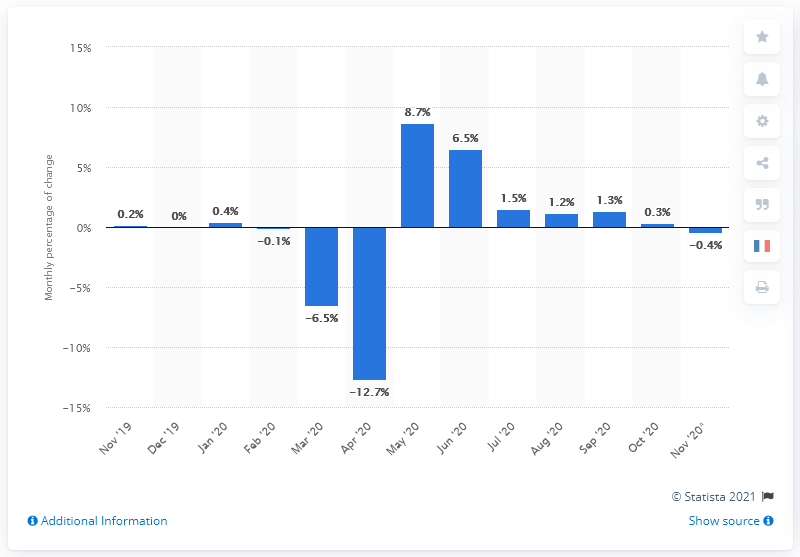 15%
10%
5%
0%
−5%
−10%
−15%
Monthly percentage of change
0.2%
0%
0.4%
−0.1%
−6.5%
−12.7%
8.7%
6.5%
1.5%
1.2%
1.3%
0.3%
−0.4%
Nov '19
Dec '19
Jan '20
Feb '20
Mar '20
Apr '20
May '20
Jun '20
Jul '20
Aug '20
Sep '20
Oct '20
Nov '20*
© Statista 2021
Additional Information
Show source